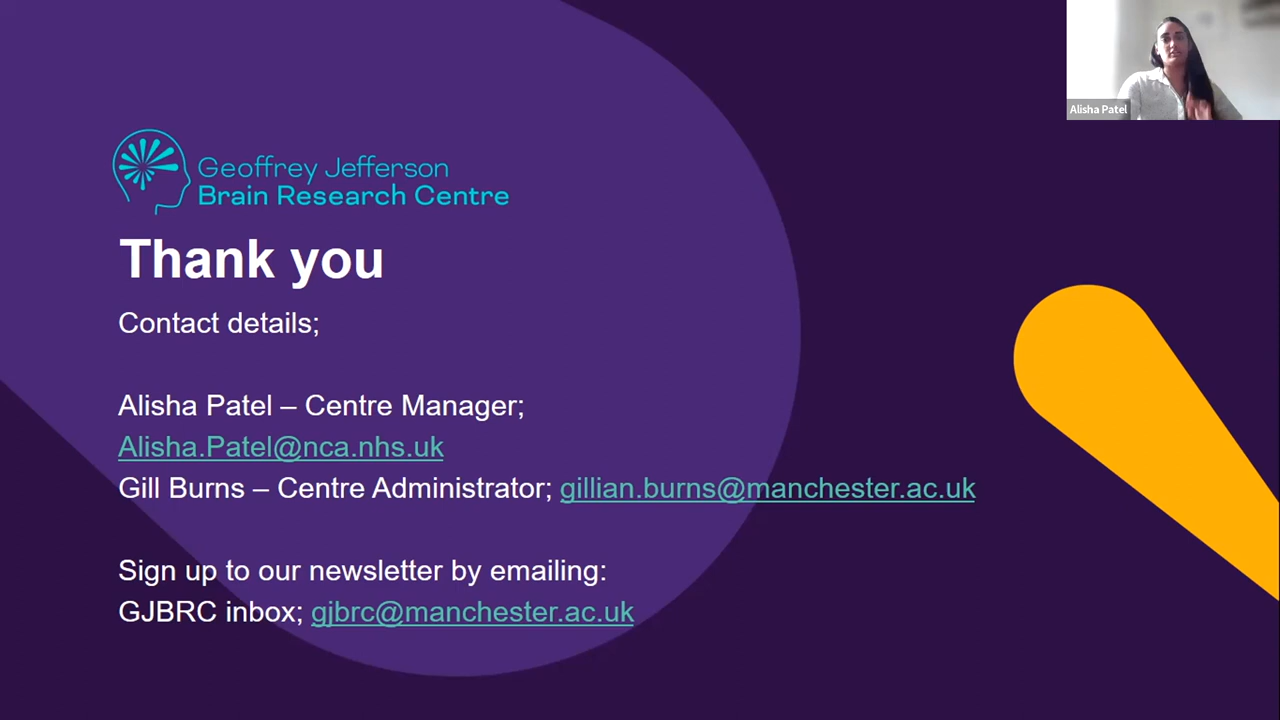 Alisha Patel
Geoffrey Jefferson
Brain Research Centre
Thank you
Contact details;
Alisha Patel – Centre Manager;
Alisha.Patel@nca.nhs.uk
Gill Burns – Centre Administrator; gillian.burns@manchester.ac.uk
Sign up to our newsletter by emailing:
GJBRC inbox; gjbrc@manchester.ac.uk